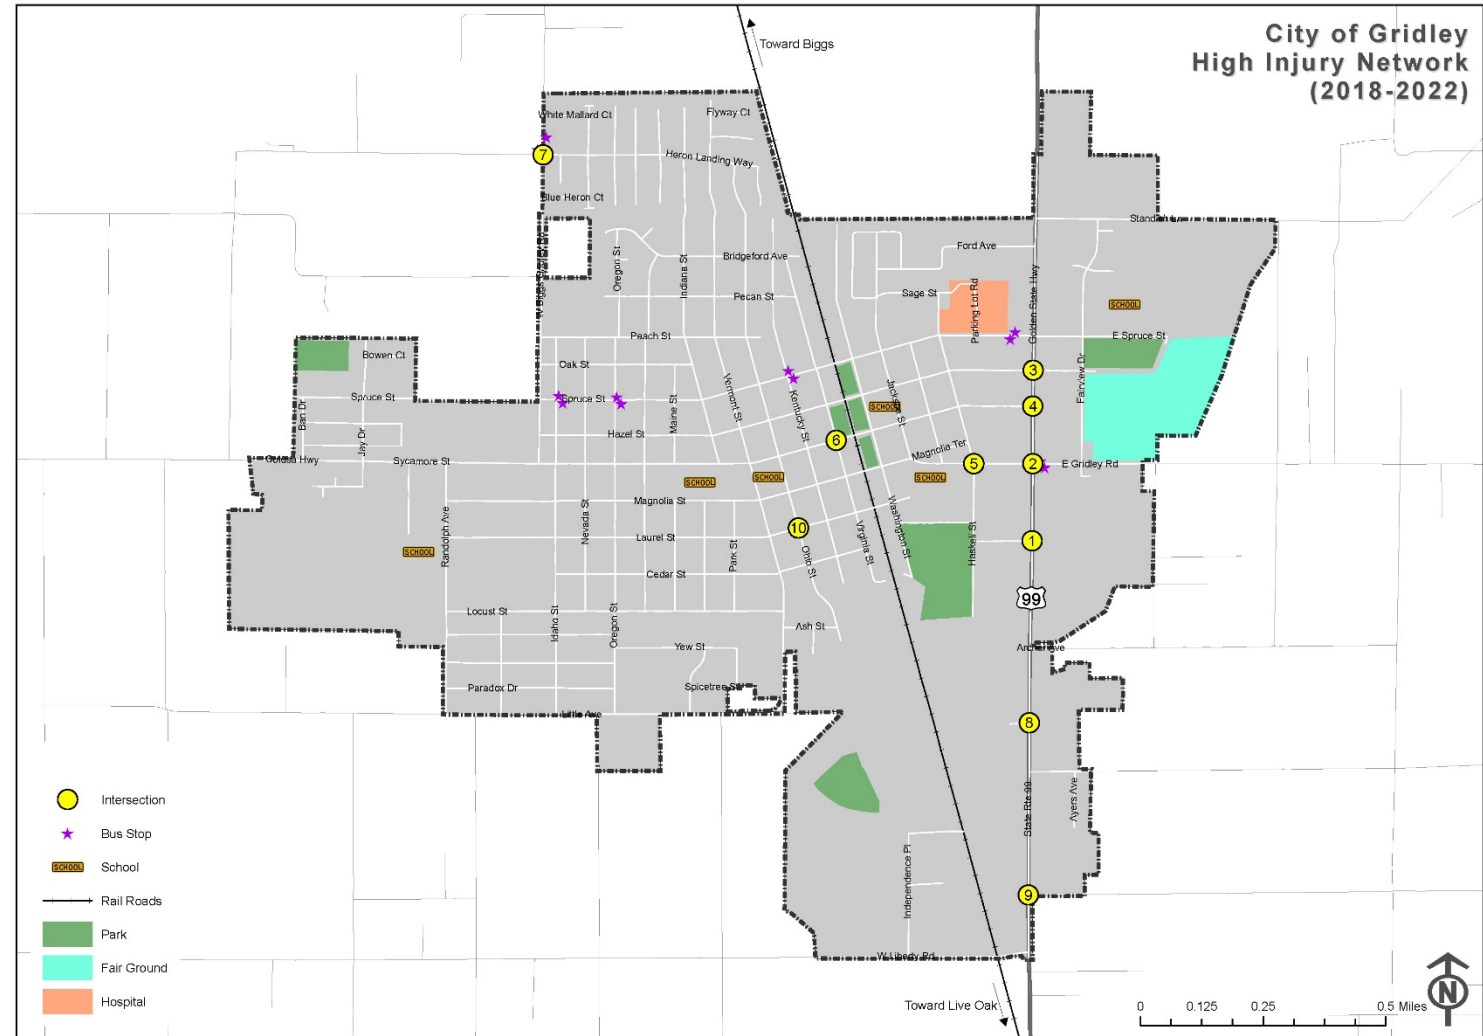 City of Gridley
High Injury Network
(2018-2022)
Toward Biggs
White Mallard Ct
Flyway Ct
7
Heron Landing Way
Blue Heron Ct
Standish Ln
Ford Ave
Bridgeford Ave
Oregon St
Indiana St
Pecan St
Sage St
Parking Lot Rd
Golden State Hwy
SCHOOL
Peach St
E Spruce St
Bowen Ct
Oak St
3
Fairview Dr
Spruce St
Spruce St
Vermont St
Kentucky St
Jackson St
SCHOOL
4
Ban Dr
Jay Dr
Maine St
Hazel St
6
Magnolia Ter
Colusa Hwy
Sycamore St
5
2
E Gridley Rd
SCHOOL
SCHOOL
SCHOOL
Magnolia St
Nevada St
Randolph Ave
10
Laurel St
Park St
Ohio St
Virginia St
Washington St
Haskell St
1
SCHOOL
Cedar St
99
Locust St
Idaho St
Oregon St
Ash St
Yew St
Archer Ave
Paradox Dr
Spicetree St
Little Ave
8
State Rte 99
Ayers Ave
Independence Pl
9
W Liberty Rd
Toward Live Oak
Intersection
Bus Stop
SCHOOL School
Rail Roads
Park
Fair Ground
Hospital
N
0 0.125 0.25 0.5 Miles